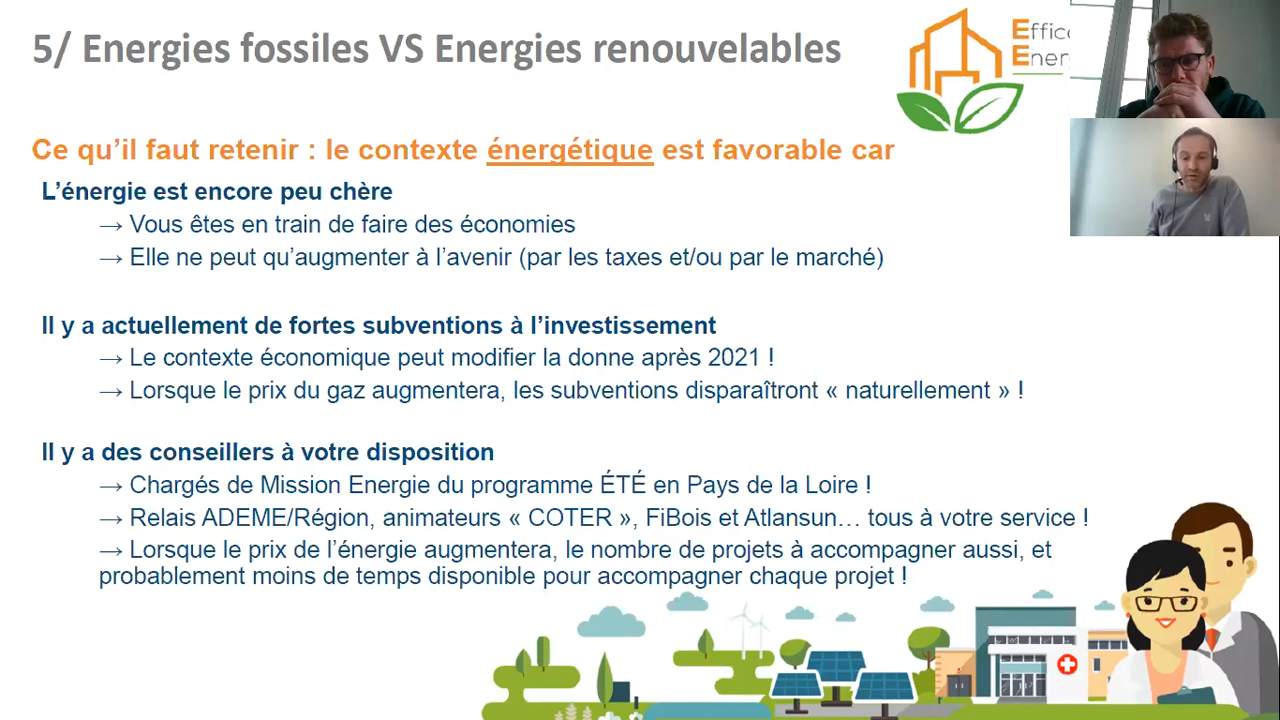 5/ Energies fossiles VS Energies renouvelables
Ce qu’il faut retenir : le contexte énergétique est favorable car
L’énergie est encore peu chère
→ Vous êtes en train de faire des économies
→ Elle ne peut qu’augmenter à l’avenir (par les taxes et/ou par le marché)
Il y a actuellement de fortes subventions à l’investissement
→ Le contexte économique peut modifier la donne après 2021 !
→ Lorsque le prix du gaz augmentera, les subventions disparaîtront « naturellement » !
Il y a des conseillers à votre disposition
→ Chargés de Mission Energie du programme ÉTÉ en Pays de la Loire !
→ Relais ADEME/Région, animateurs « COTER », FiBois et Atlansun… tous à votre service !
→ Lorsque le prix de l’énergie augmentera, le nombre de projets à accompagner aussi, et
probablement moins de temps disponible pour accompagner chaque projet !